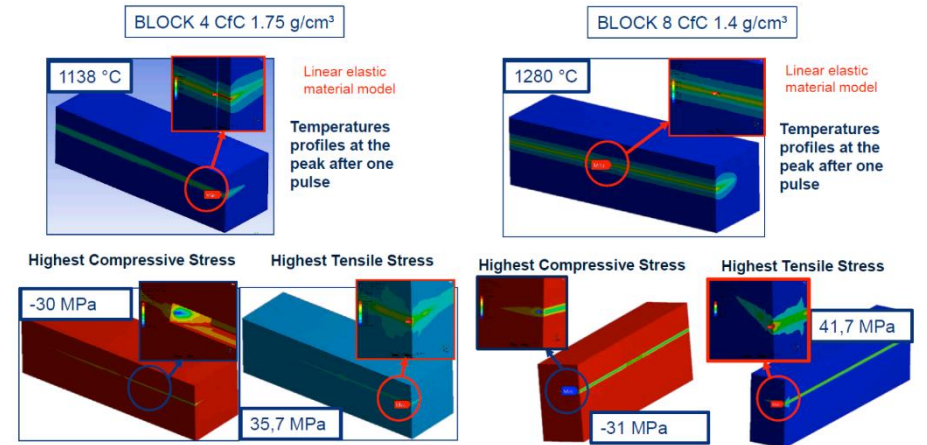 BLOCK 4 CfC 1.75 g/cm³
BLOCK 8 CfC 1.4 g/cm³
1138 °C
Linear elastic
material model
Temperatures
profiles at the
peak after one
pulse
1280 °C
Linear elastic
material model
Temperatures
profiles at the
peak after one
pulse
Highest Compressive Stress
Highest Tensile Stress
Highest Compressive Stress
Highest Tensile Stress
-30 MPa
35,7 MPa
-31 MPa
41,7 MPa